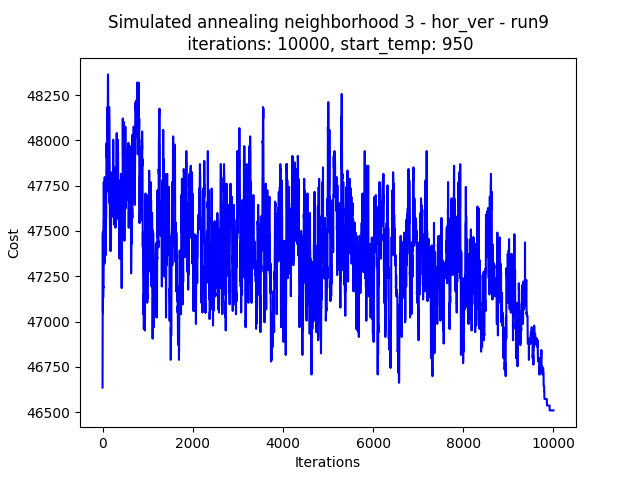 Simulated annealing neighborhood 3 - hor_ver - run9
iterations: 10000, start_temp: 950
48250
48000
47750
47500
47250
47000
46750
46500
Cost
0 2000 4000 6000 8000 10000
Iterations